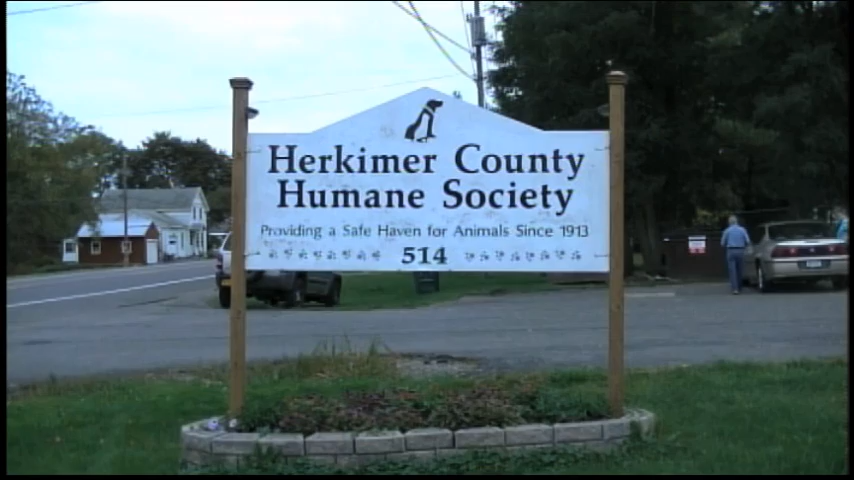 Herkimer County
Humane Society
Providing a Safe Haven for Animals Since 1913
514